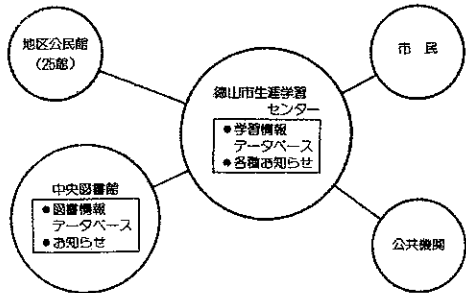 地区公民館
(25館)
市民
徳山市生涯学習
センター
●学習情報
データベース
●各種お知らせ
中央図書館
●図書情報
データベース
●お知らせ
公共機関